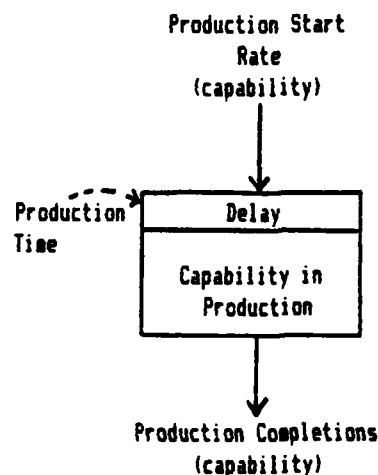 Production Start
Rate
(capability)
Production
Time
Delay
Capability in
Production
Production Completions
(capability)